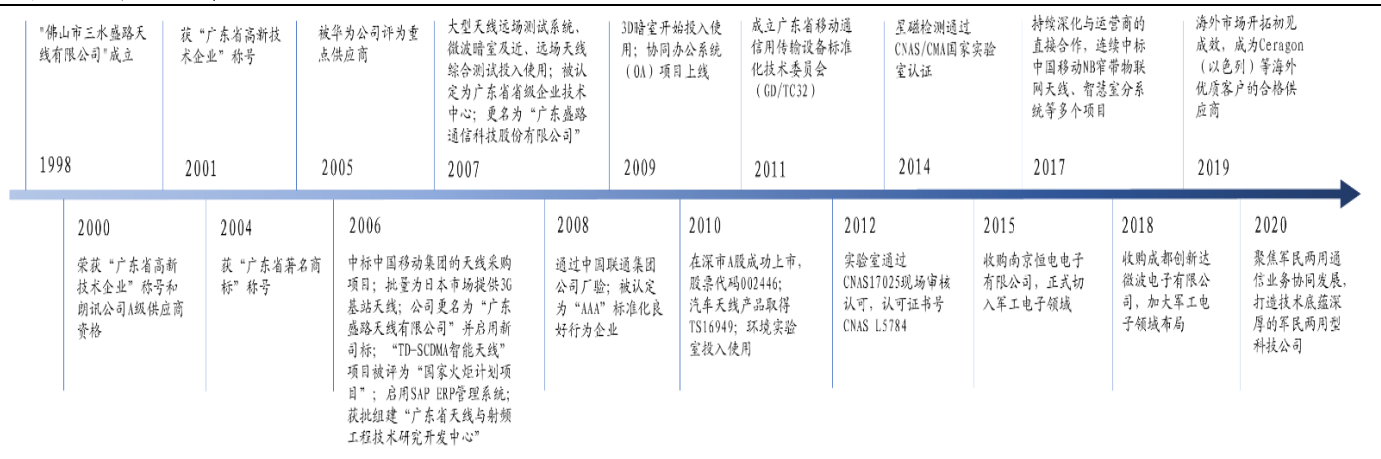 "佛山市三水盛路天
线有限公司"成立
1998
获“广东省高新技
术企业”称号
2001
被华为公司评为重
点供应商
2005
大型天线远场测试系统、
微波暗室及近、远场天线
综合测试投入使用；被认
定为广东省省级企业技术
中心；更名为“广东盛路
通信科技股份有限公司”
2007
3D暗室开始投入使
用；协同办公系统
（OA）项目上线
2009
成立广东省移动通
信用传输设备标准
化技术委员会
（GD/TC32）
2011
星磁检测通过
CNAS/CMA国家实验
室认证
2014
持续深化与运营商的
直接合作，连续中标
中国移动NB窄带物联
网天线、智慧室分系
统等多个项目
2017
海外市场开拓初见
成效，成为Ceragon
（以色列）等海外
优质客户的合格供
应商
2019
2000
荣获“广东省高新
技术企业”称号和
朗讯公司A级供应商
资格
2004
获“广东省著名商
标”称号
2006
中标中国移动集团的天线采购
项目；批量为日本市场提供3G
基站天线；公司更名为“广东
盛路天线有限公司”并启用新
司标；“TD-SCDMA智能天线”
项目被评为“国家火炬计划项
目”；启用SAP ERP管理系统；
获批组建“广东省天线与射频
工程技术研究开发中心”
2008
通过中国联通集团
公司厂验；被认定
为“AAA”标准化良
好行为企业
2010
在深市A股成功上市，
股票代码002446；
汽车天线产品取得
TS16949；环境实验
室投入使用
2012
实验室通过
CNAS17025现场审核
认可，认可证书号
CNAS L5784
2015
收购南京恒电电子
有限公司，正式切
入军工电子领域
2018
收购成都创新达
微波电子有限公
司，加大军工电
子领域布局
2020
聚焦军民两用通
信业务协同发展，
打造技术底蕴深
厚的军民两用型
科技公司